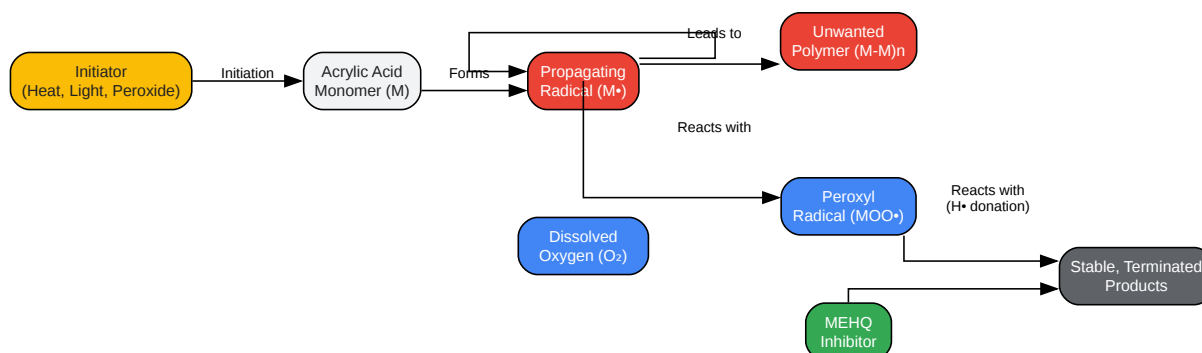 Initiator
(Heat, Light, Peroxide)
Initiation
Acrylic Acid
Monomer (M)
Forms
Propagating
Radical (M•)
Leads to
Unwanted
Polymer (M-M)n
Reacts with
Dissolved
Oxygen (O₂)
Peroxyl
Radical (MOO•)
Reacts with
(H• donation)
MEHQ
Inhibitor
Stable, Terminated
Products